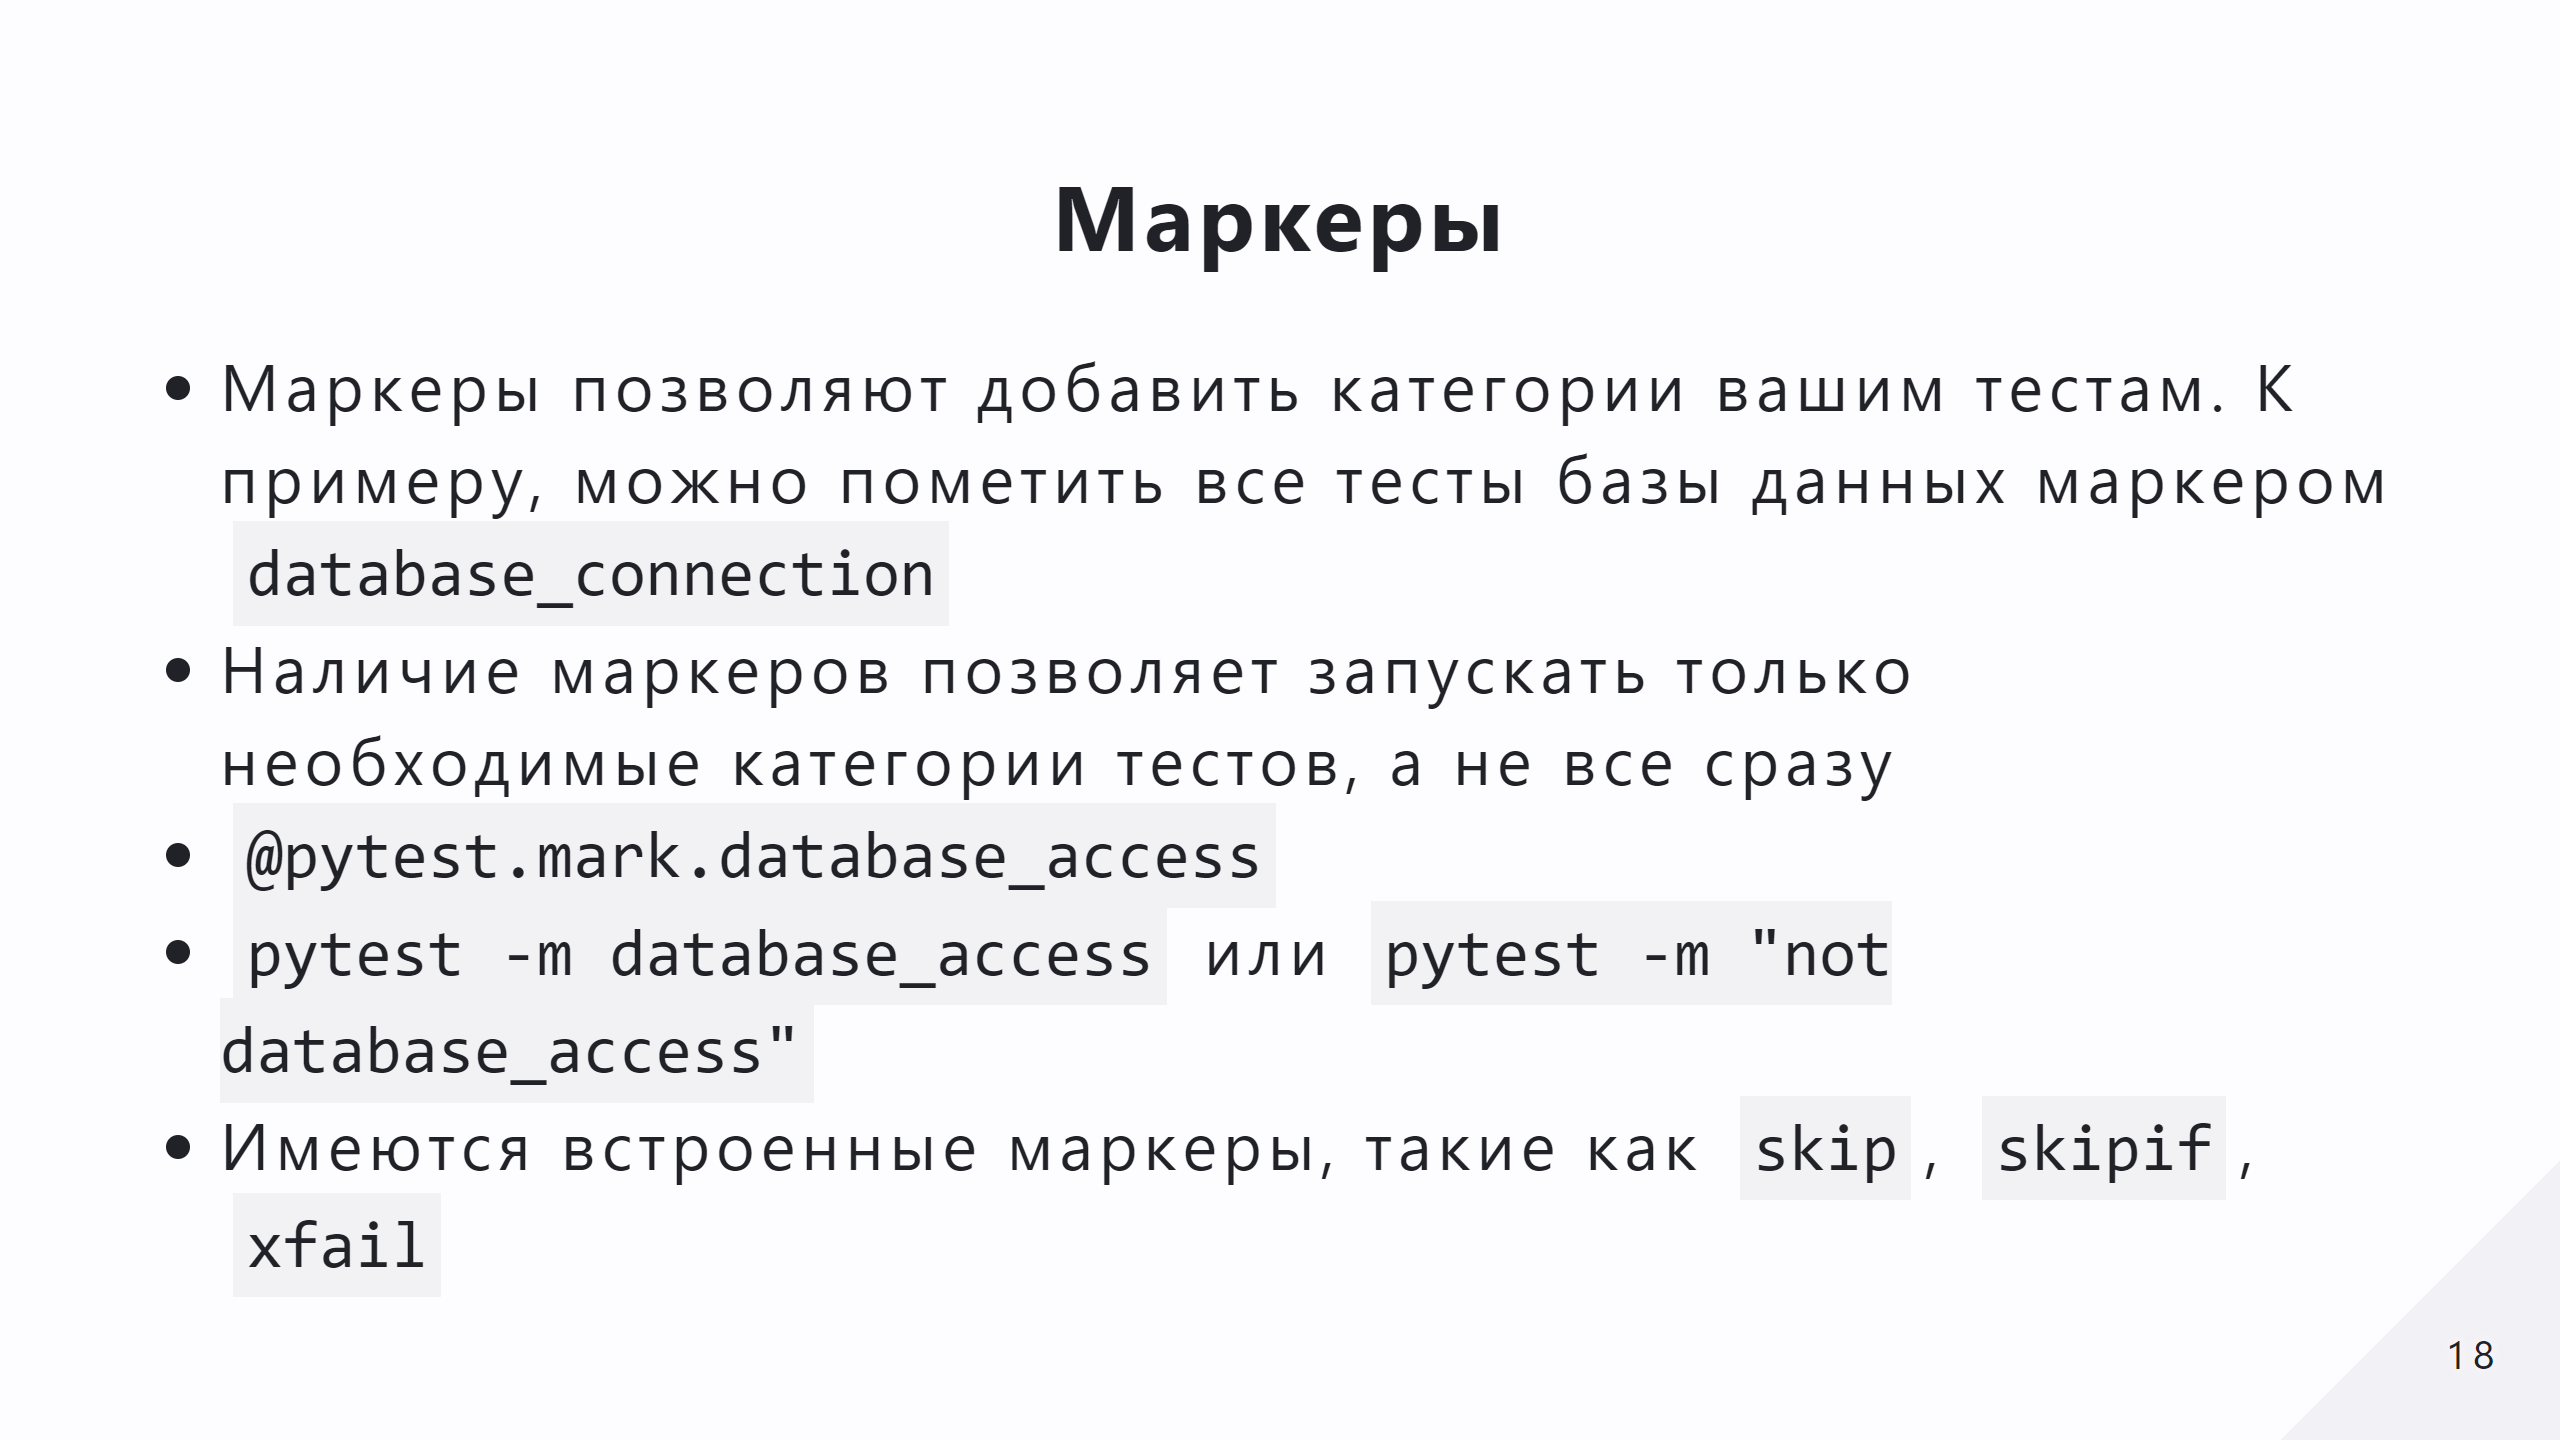 Маркеры
• Маркеры позволяют добавить категории вашим тестам. К
примеру, можно пометить все тесты базы данных маркером
database_connection
• Наличие маркеров позволяет запускать только
необходимые категории тестов, а не все сразу
• @pytest.mark.database_access
• pytest -m database_access или pytest -m "not
database_access"
• Имеются встроенные маркеры, такие как skip, skipif,
xfail
18